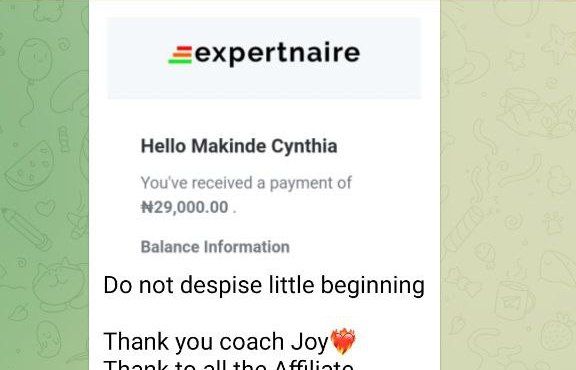 expertnaire
Hello Makinde Cynthia
You've received a payment of
₦29,000.00 .
Balance Information
Do not despise little beginning
Thank you coach Joy❤️‍🔥
Thank to all the Affiliate